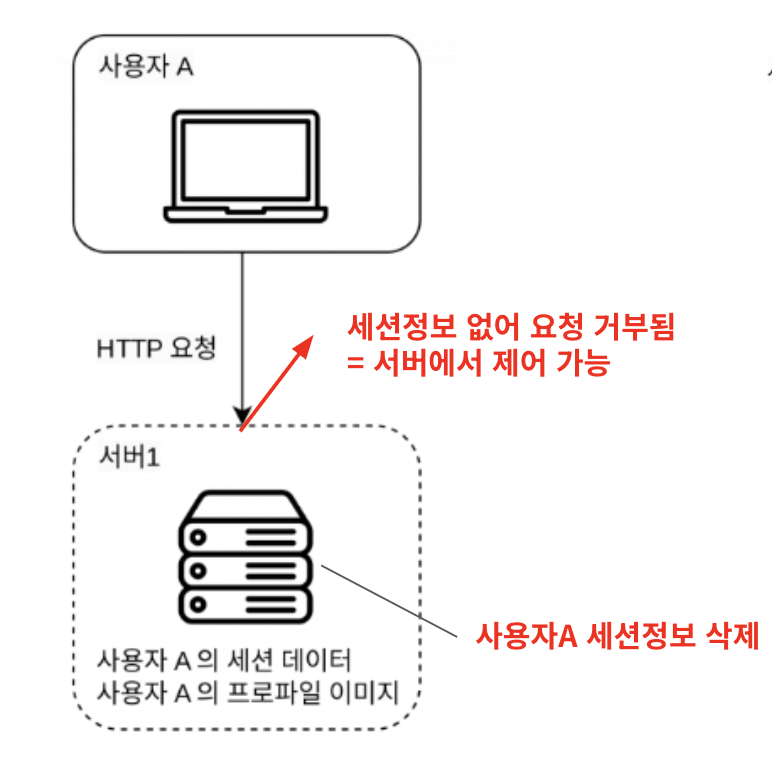 사용자 A
HTTP 요청
세션정보 없어 요청 거부됨
= 서버에서 제어 가능
서버1
사용자A 세션정보 삭제
사용자 A 의 세션 데이터
사용자 A 의 프로파일 이미지